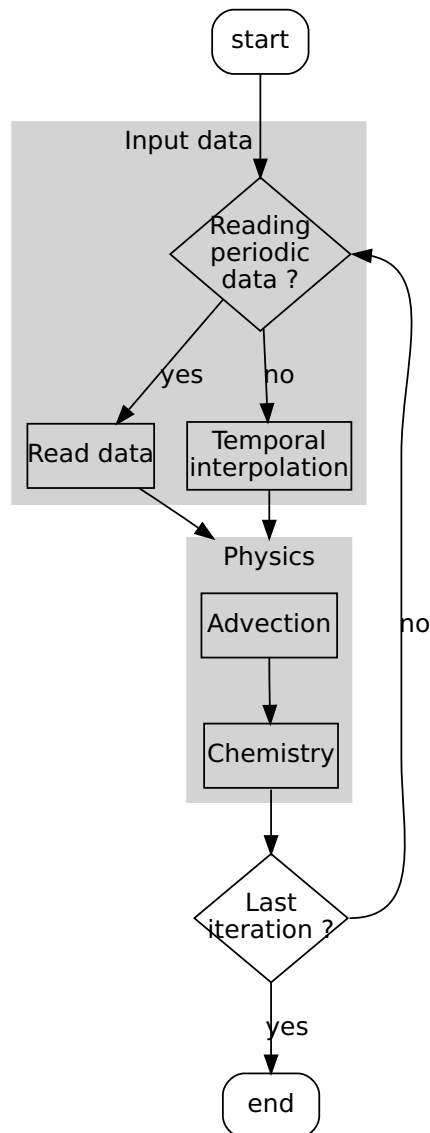 start
Input data
Reading
periodic
data ?
yes
no
Read data
Temporal
interpolation
Physics
Advection
no
Chemistry
Last
iteration ?
yes
end